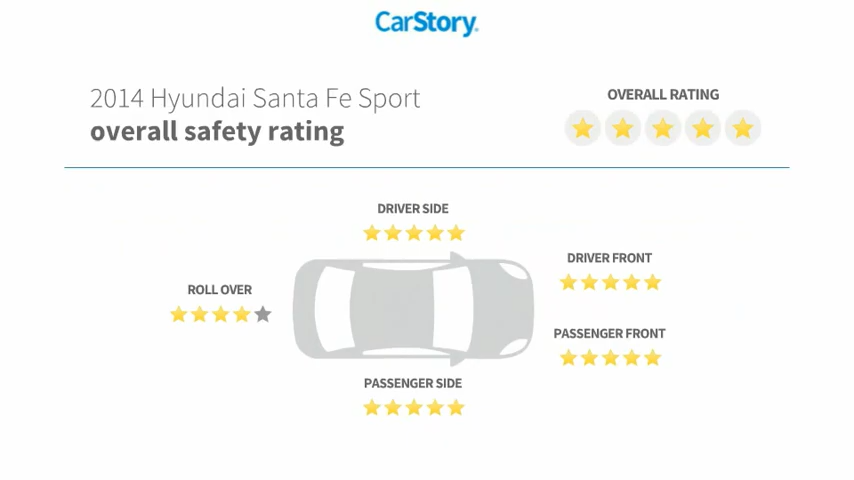 CarStory.
2014 Hyundai Santa Fe Sport
overall safety rating
OVERALL RATING
DRIVER SIDE
DRIVER FRONT
ROLL OVER
PASSENGER FRONT
PASSENGER SIDE